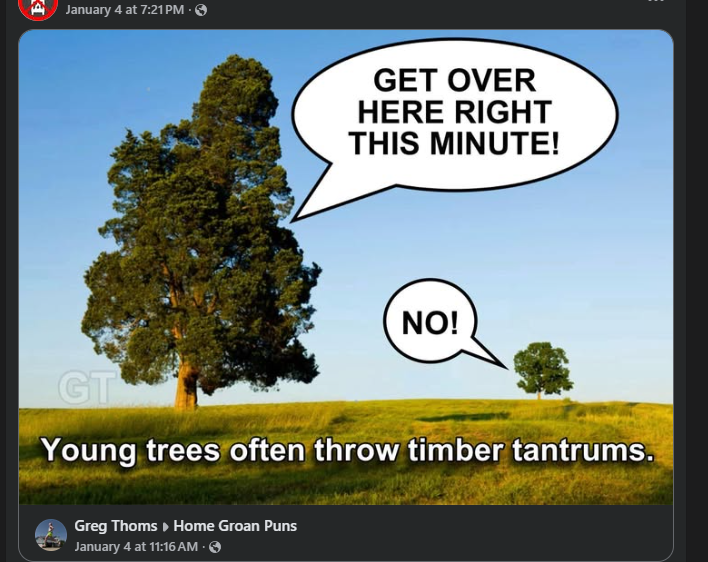 January 4 at 7:21 PM ·
GET OVER
HERE RIGHT
THIS MINUTE!
NO!
GT
Young trees often throw timber tantrums.
Greg Thoms ▸ Home Groan Puns
January 4 at 11:16 AM ·